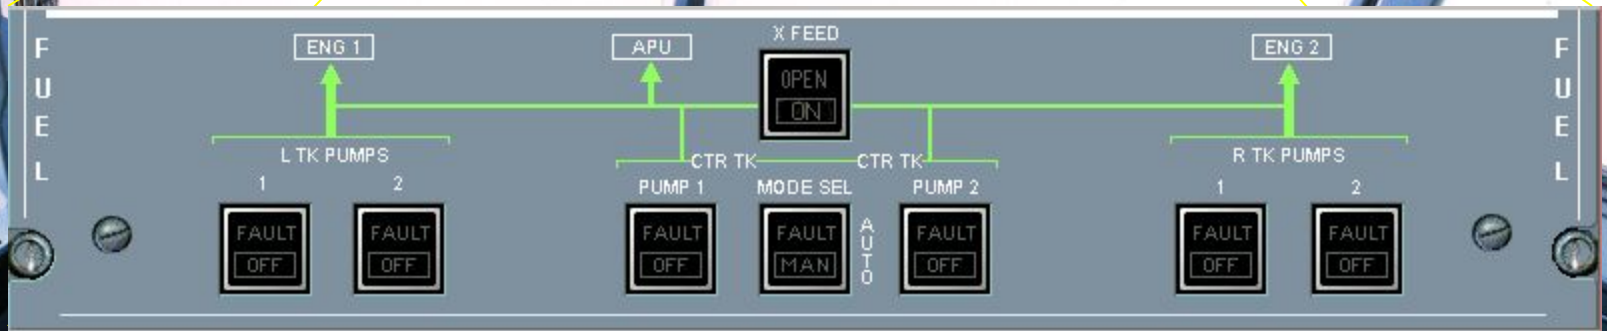 FUEL
ENG 1
APU
X FEED
OPEN
ON
ENG 2
FUEL
L TK PUMPS
CTR TK
CTR TK
R TK PUMPS
1
2
PUMP 1
MODE SEL
PUMP 2
1
2
FAULT
OFF
FAULT
OFF
FAULT
OFF
FAULT
MAN
AUTO
FAULT
OFF
FAULT
OFF
FAULT
OFF